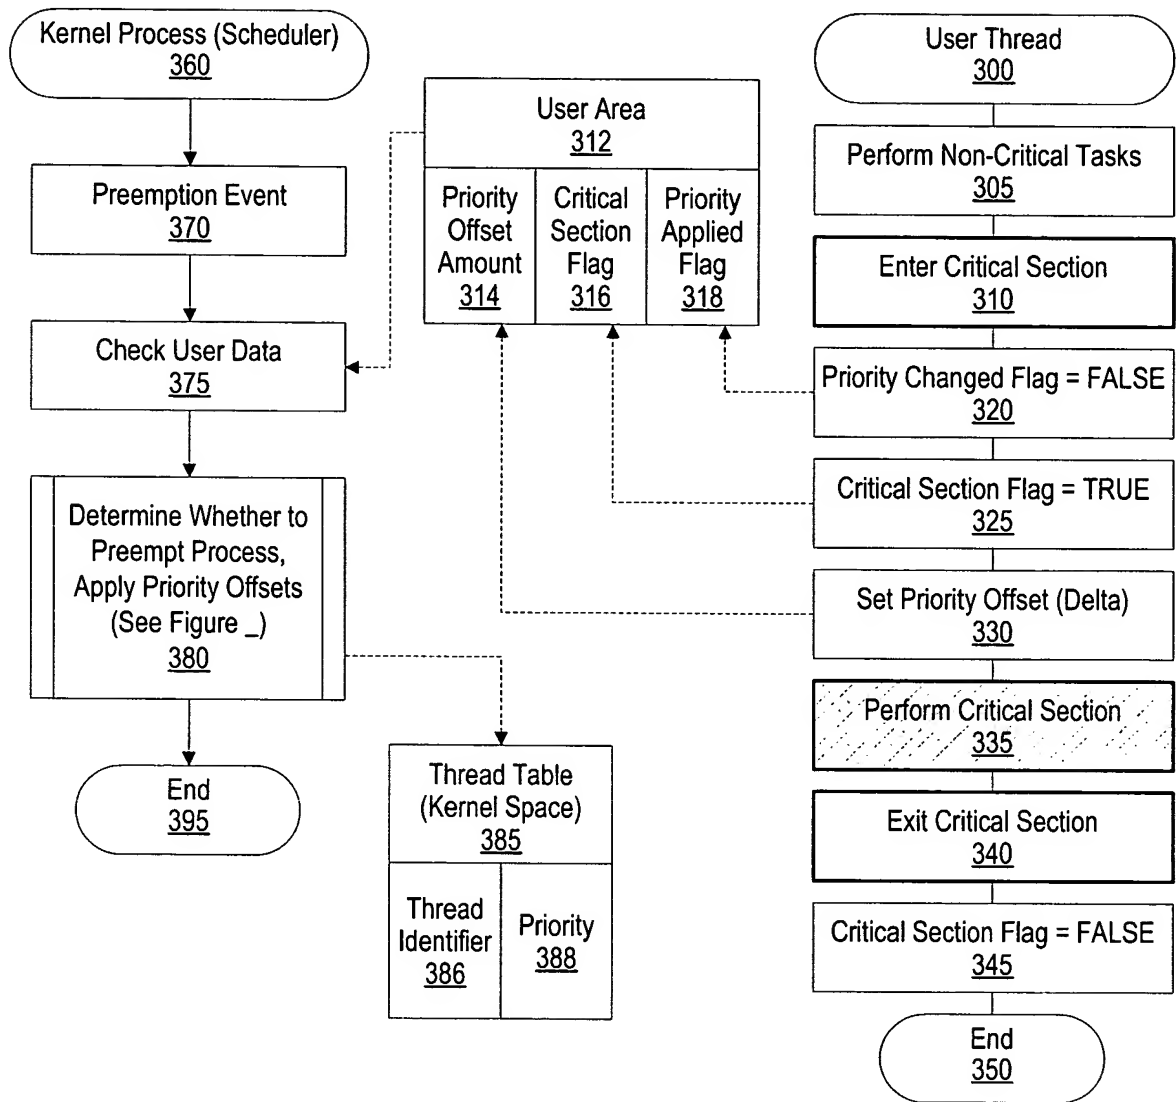 Kernel Process (Scheduler)
360
Preemption Event
370
Check User Data
375
Determine Whether to
Preempt Process,
Apply Priority Offsets
(See Figure _)
380
End
395
User Area
312
Priority
Offset
Amount
314
Critical
Section
Flag
316
Priority
Applied
Flag
318
Thread Table
(Kernel Space)
385
Thread
Identifier
386
Priority
388
User Thread
300
Perform Non-Critical Tasks
305
Enter Critical Section
310
Priority Changed Flag = FALSE
320
Critical Section Flag = TRUE
325
Set Priority Offset (Delta)
330
Perform Critical Section
335
Exit Critical Section
340
Critical Section Flag = FALSE
345
End
350